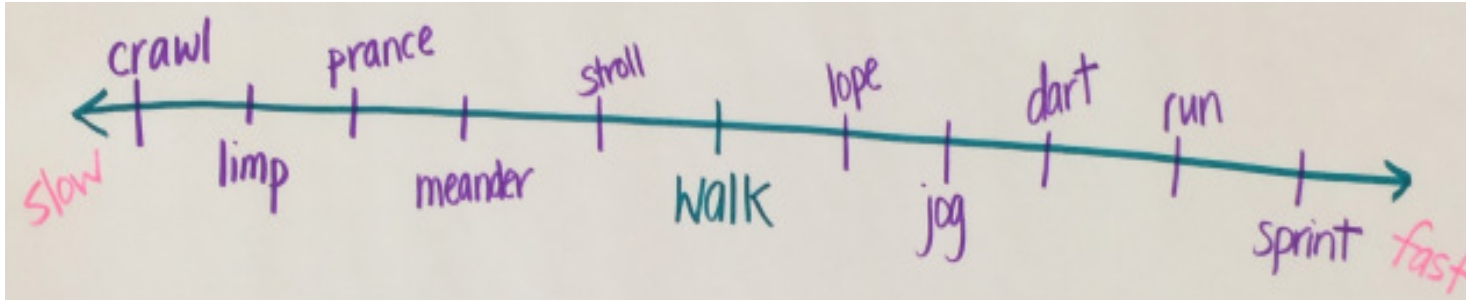 crawl
prance
stroll
lope
dart
run
slow
limp
meander
walk
jog
sprint
fast